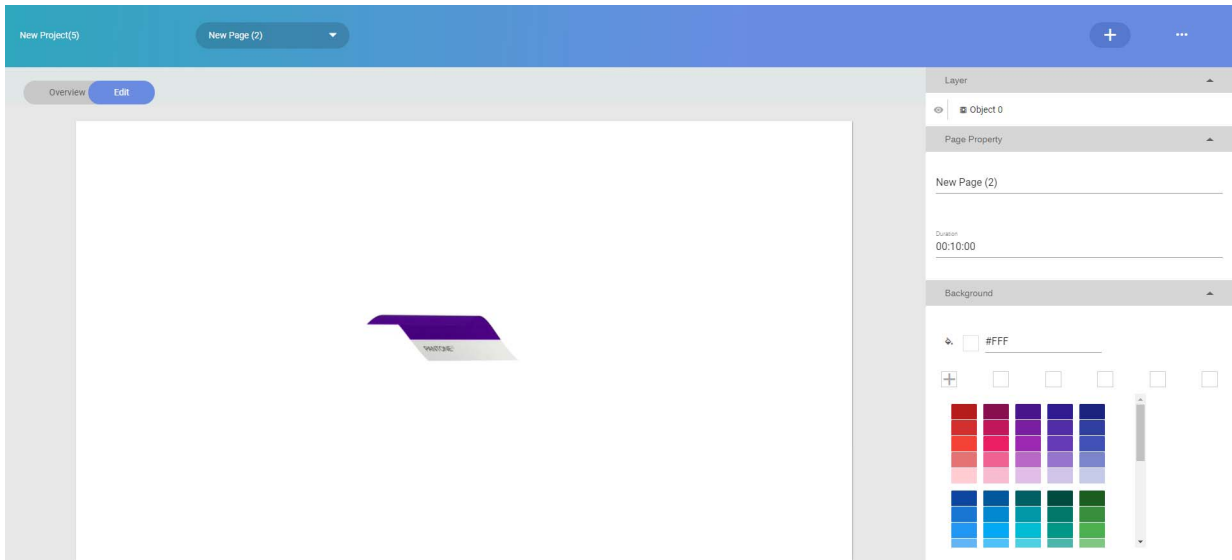 New Project(5)
New Page (2)
Overview
Edit
PANTONE
Layer
Object 0
Page Property
New Page (2)
Duration
00:10:00
Background
#FFF